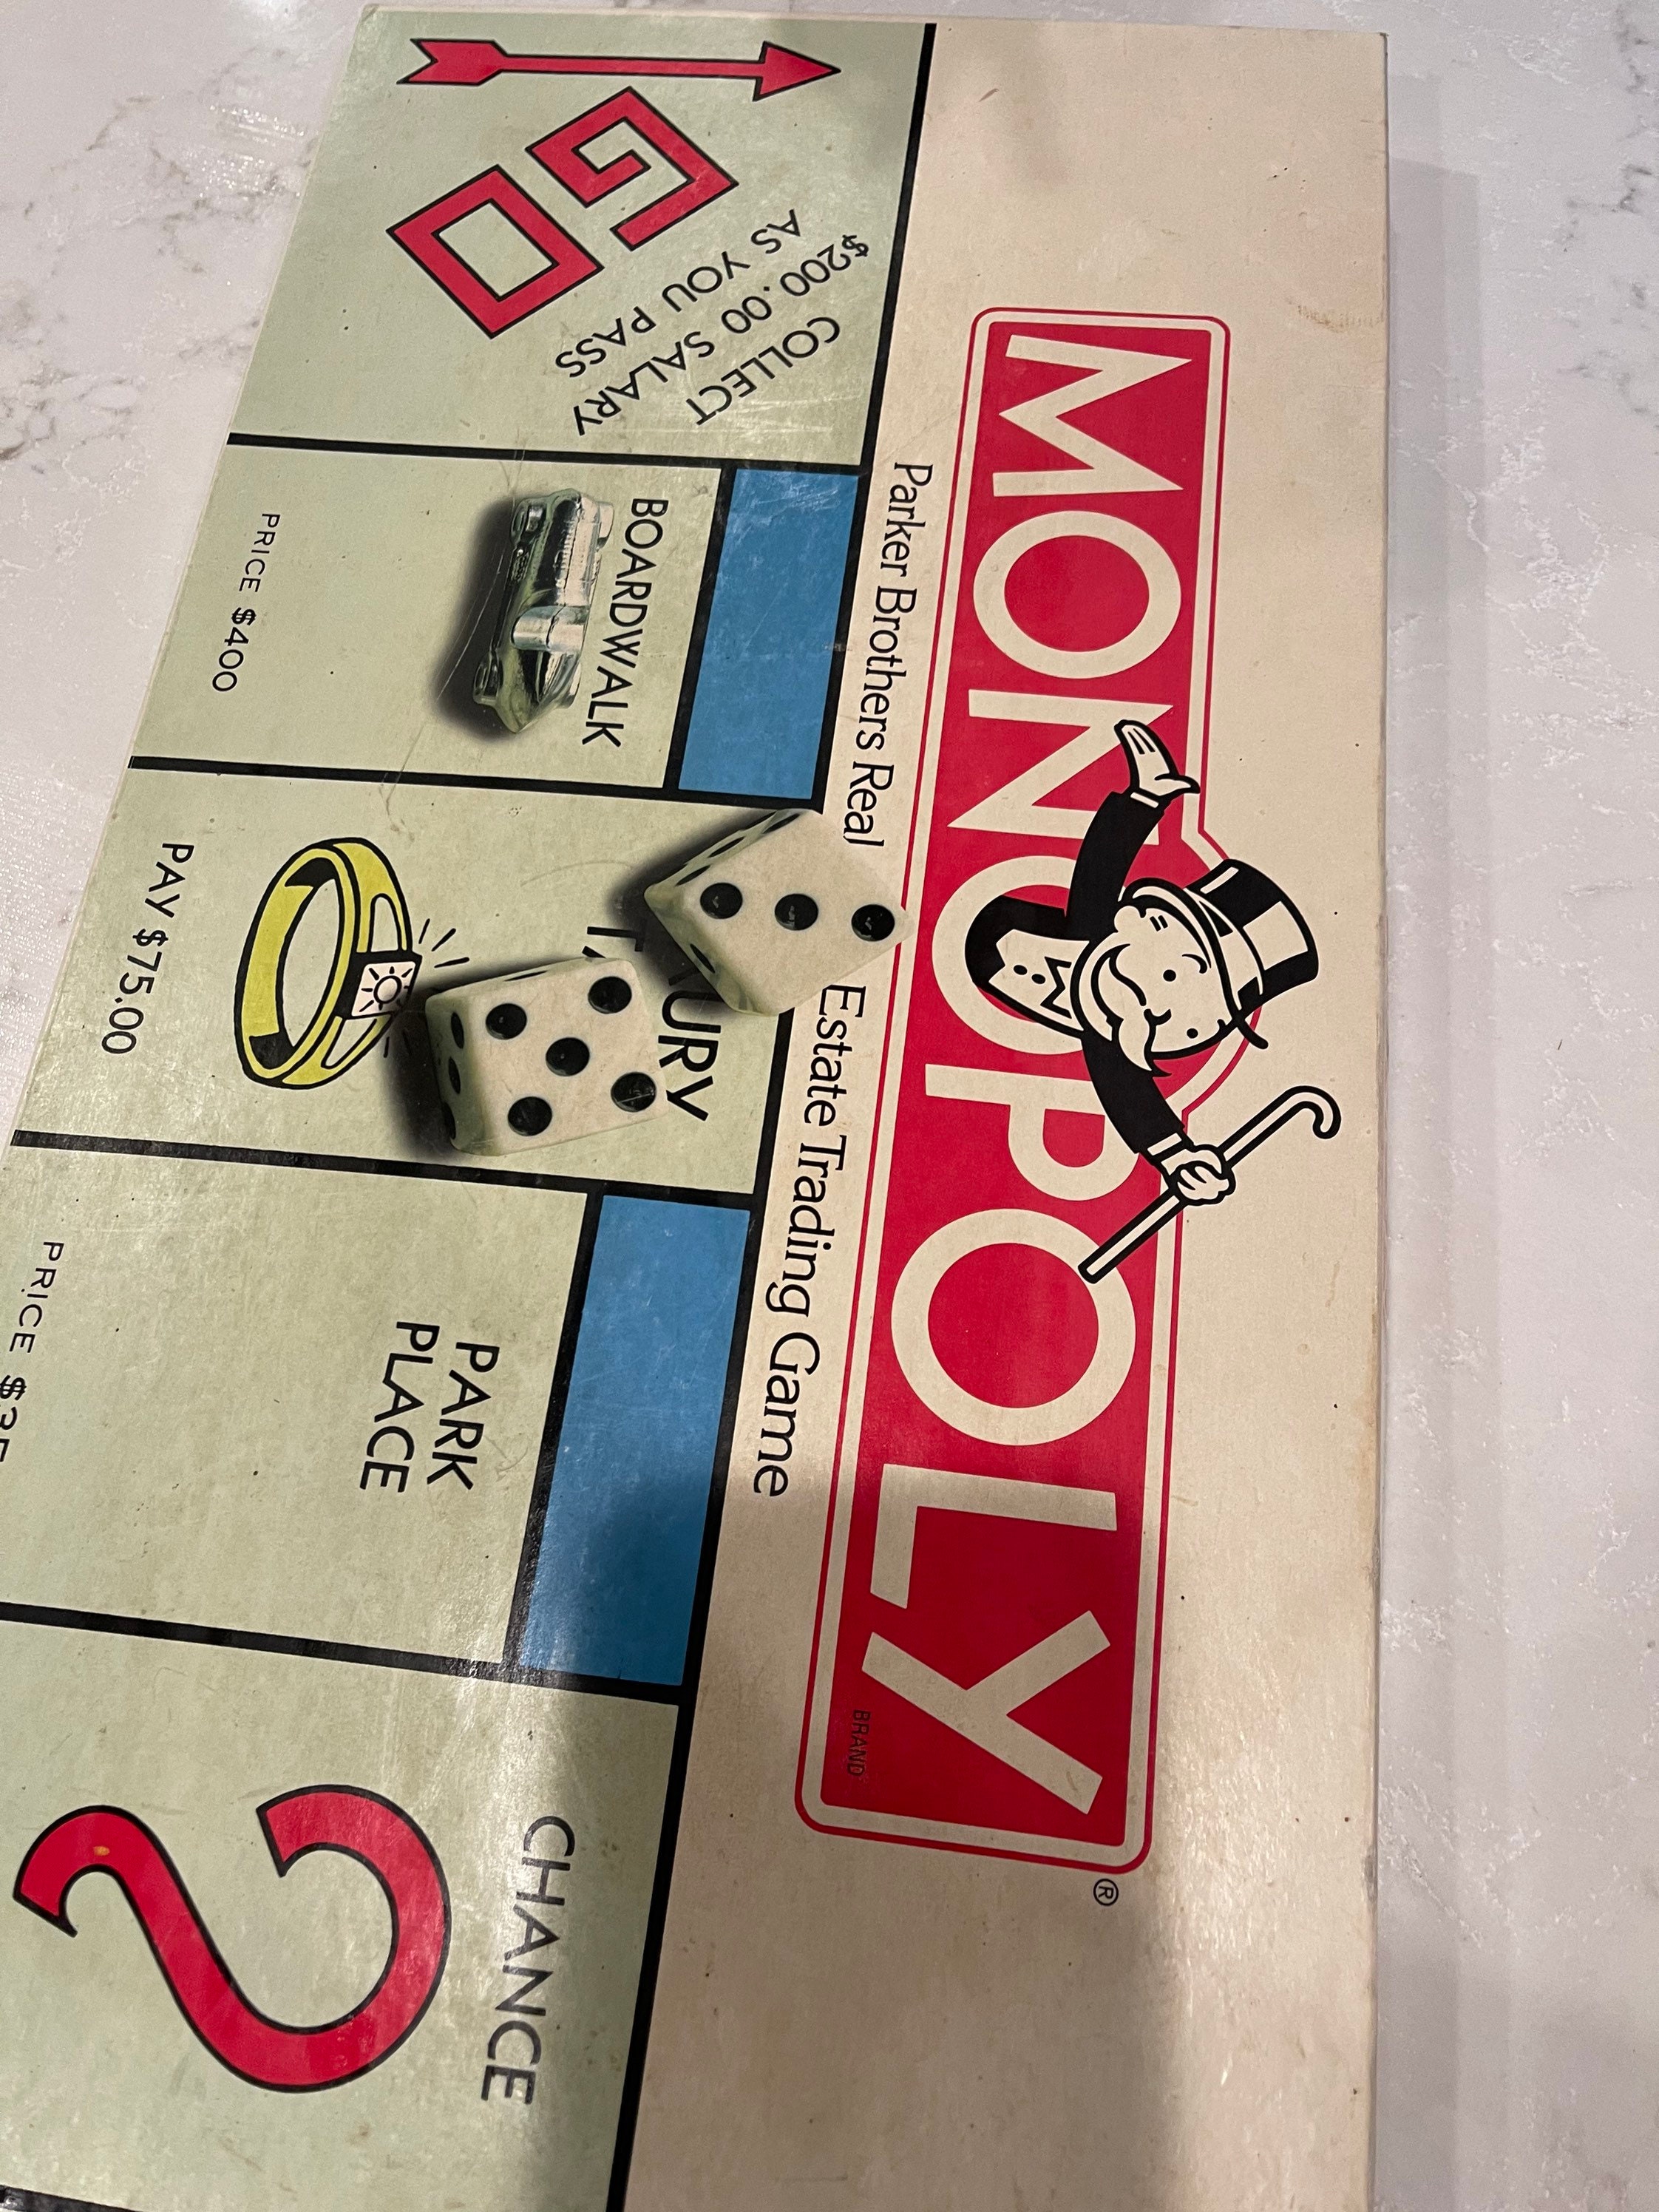 MONOPOLY
®
BRAND
Parker Brothers Real Estate Trading Game
CHANCE
?
PARK
PLACE
PAY $75.00
BOARDWALK
PRICE $400
COLLECT
$200.00 SALARY
AS YOU PASS
GO